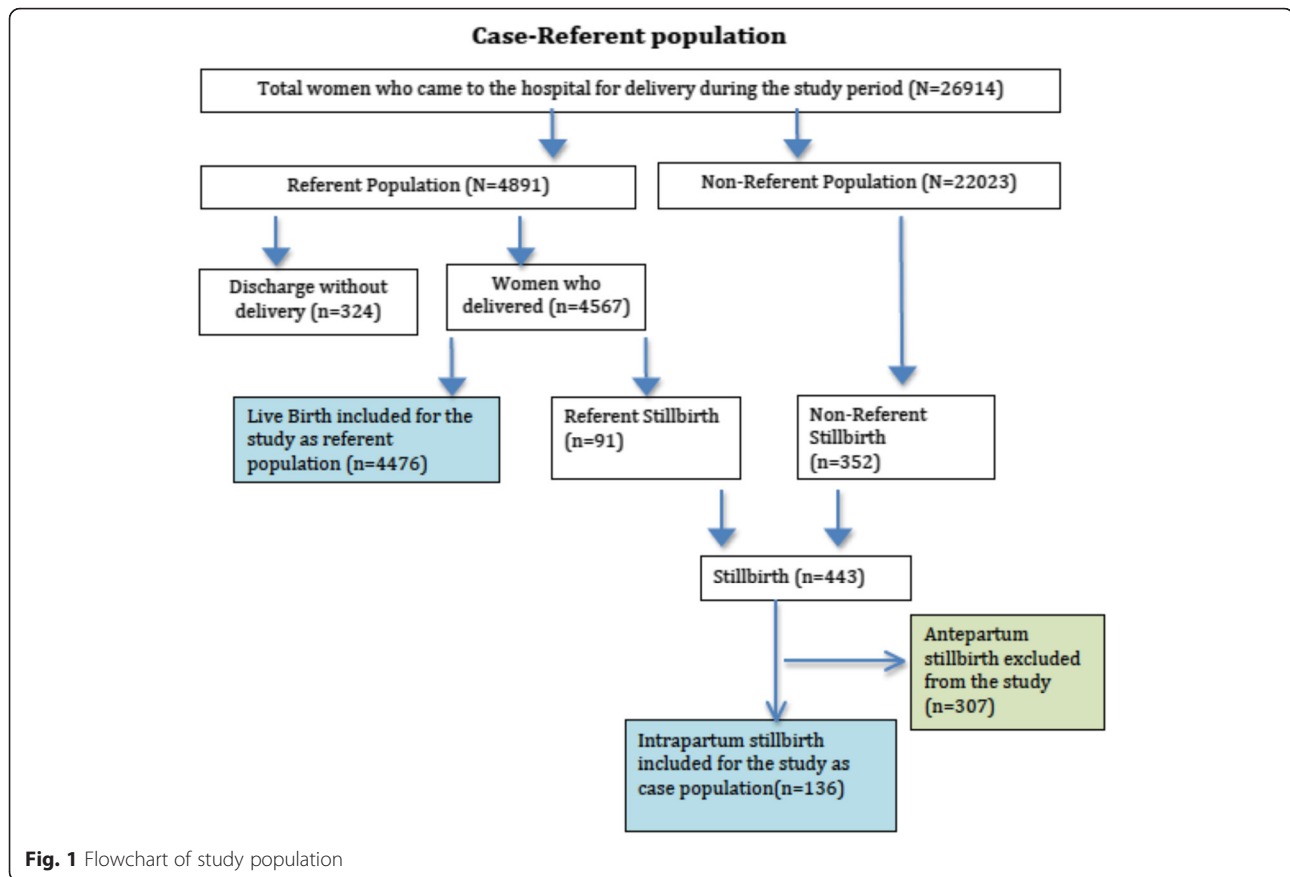 Case-Referent population
Total women who came to the hospital for delivery during the study period (N=26914)
Referent Population (N=4891)
Non-Referent Population (N=22023)
Discharge without
delivery (n=324)
Women who
delivered (n=4567)
Live Birth included for the
study as referent
population (n=4476)
Referent Stillbirth
(n=91)
Non-Referent
Stillbirth
(n=352)
Stillbirth (n=443)
Antepartum
stillbirth excluded
from the study
(n=307)
Intrapartum stillbirth
included for the study as
case population(n=136)
Fig. 1 Flowchart of study population